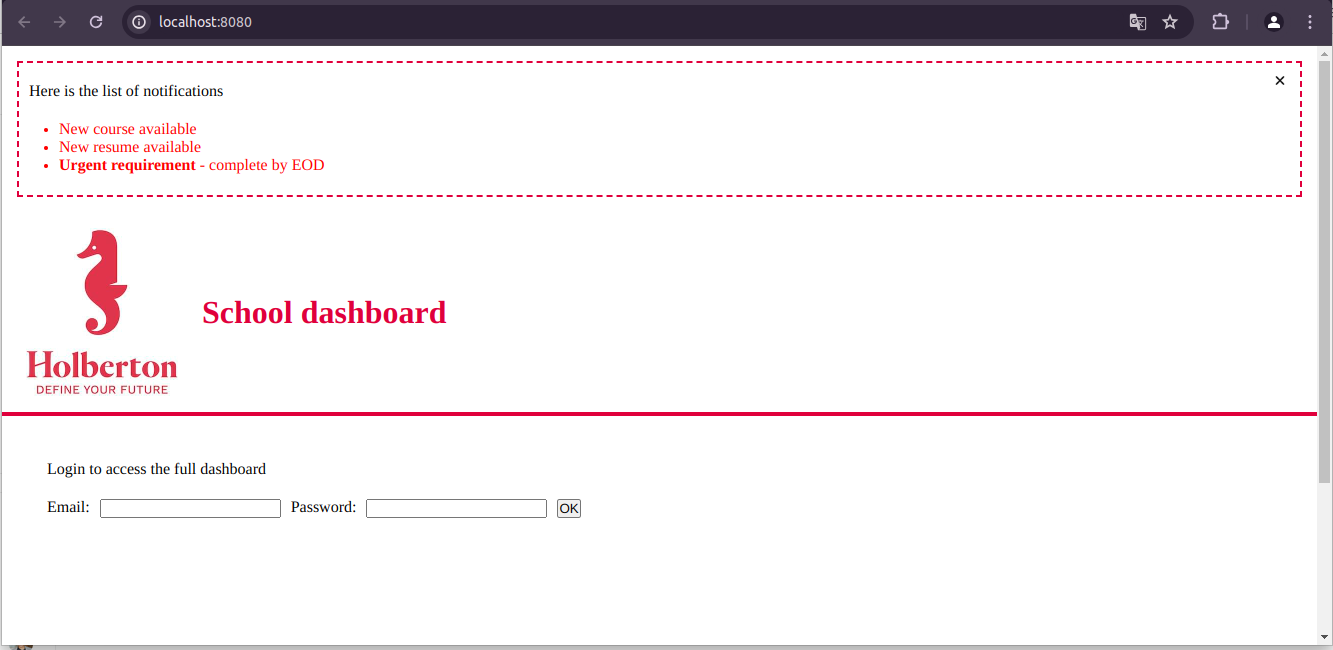 localhost:8080
Here is the list of notifications
New course available
New resume available
Urgent requirement - complete by EOD
School dashboard
Holberton
DEFINE YOUR FUTURE
Login to access the full dashboard
Email: Password: OK